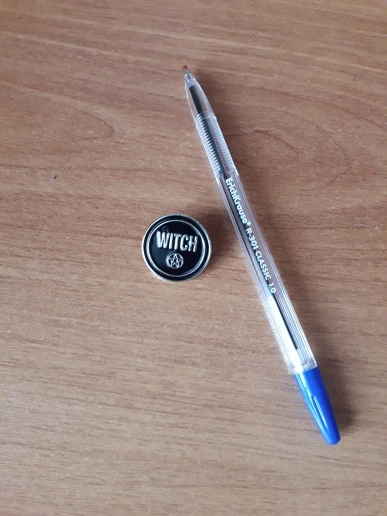 WITCH
ErichKrause® R-301 CLASSIC 1.0